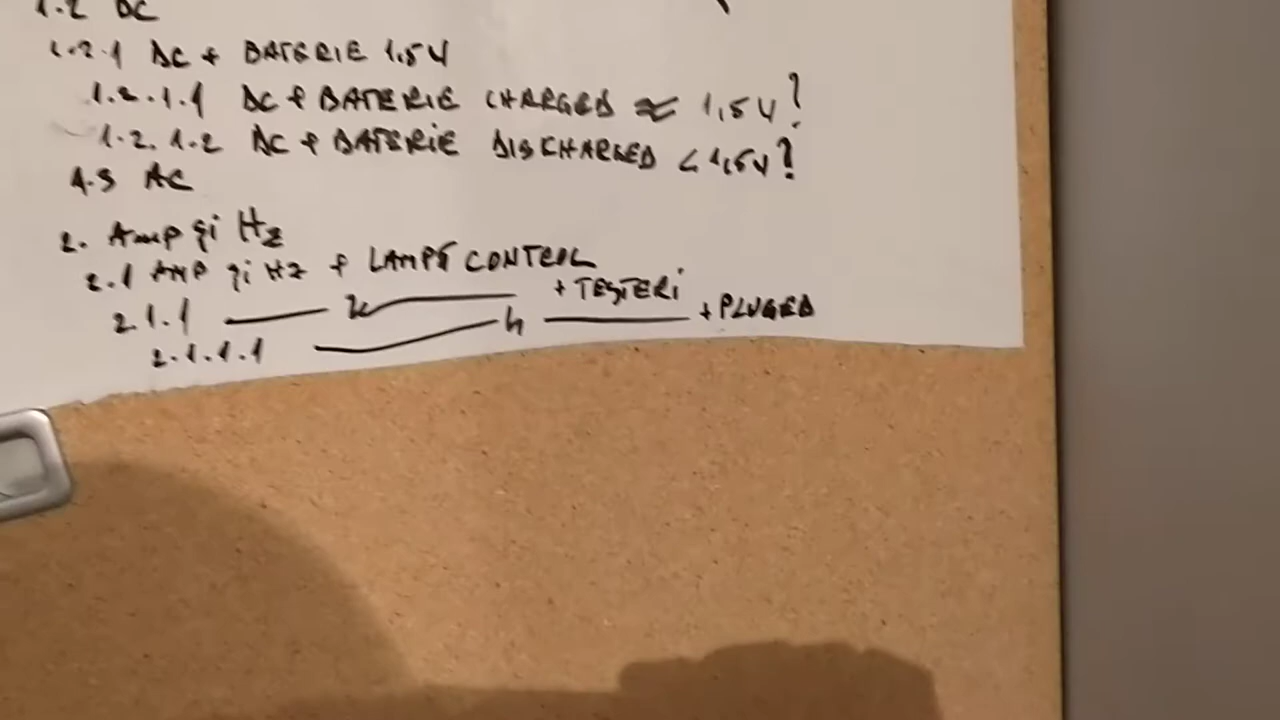 1.2 DC
1.2.1 DC + BATERIE 1.5V
1.2.1.1 DC + BATERIE CHARGED ≈ 1,5V?
1.2.1.2 DC + BATERIE DISCHARGED < 1,5V?
1.3 AC
2. Amp și Hz
2.1 AMP și HZ + LAMPĂ CONTROL
2.1.1 + TESTERI
2.1.1.1 + PLUGED